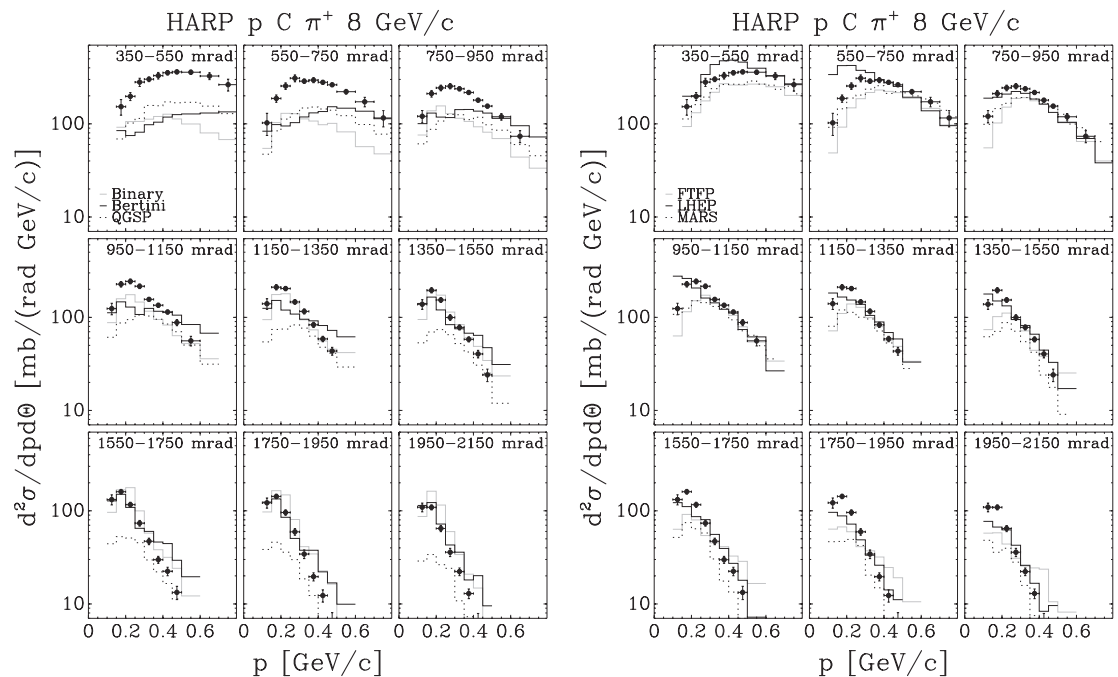 HARP p C π⁺ 8 GeV/c
350−550 mrad
550−750 mrad
750−950 mrad
100
10
Binary
Bertini
QGSP
950−1150 mrad
1150−1350 mrad
1350−1550 mrad
100
10
1550−1750 mrad
1750−1950 mrad
1950−2150 mrad
100
10
0 0.2 0.4 0.6 0 0.2 0.4 0.6 0 0.2 0.4 0.6
p [GeV/c]
d²σ/dpdΘ [mb/(rad GeV/c)]
HARP p C π⁺ 8 GeV/c
350−550 mrad
550−750 mrad
750−950 mrad
100
10
FTFP
LHEP
MARS
950−1150 mrad
1150−1350 mrad
1350−1550 mrad
100
10
1550−1750 mrad
1750−1950 mrad
1950−2150 mrad
100
10
0 0.2 0.4 0.6 0 0.2 0.4 0.6 0 0.2 0.4 0.6
p [GeV/c]
d²σ/dpdΘ [mb/(rad GeV/c)]